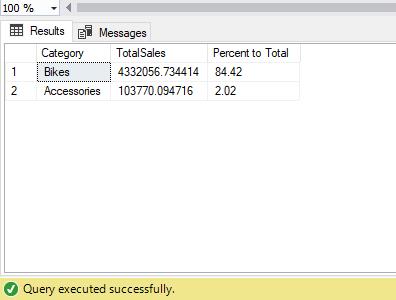 100 %
Results Messages
Category TotalSales Percent to Total
1 Bikes 4332056.734414 84.42
2 Accessories 103770.094716 2.02
Query executed successfully.